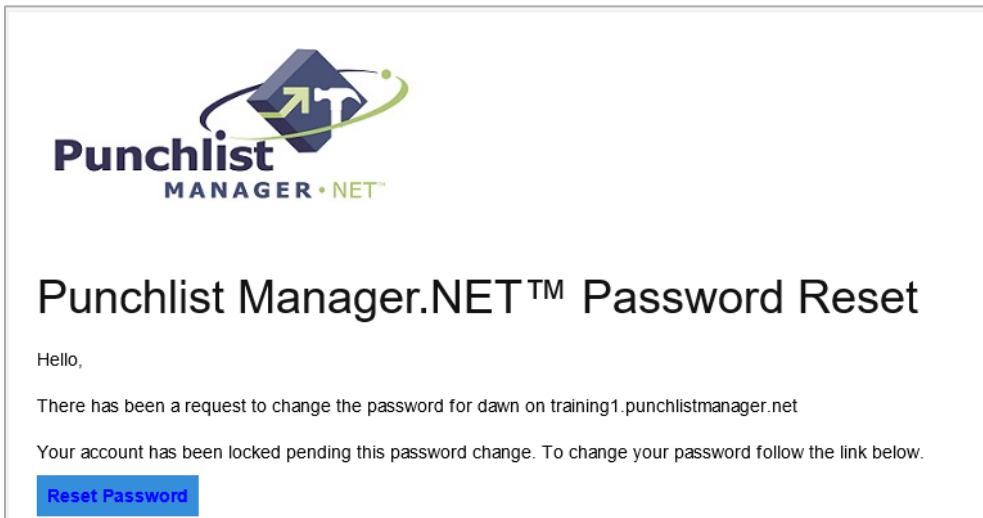 Punchlist
MANAGER • NET™
Punchlist Manager.NET™ Password Reset
Hello,
There has been a request to change the password for dawn on training1.punchlistmanager.net
Your account has been locked pending this password change. To change your password follow the link below.
Reset Password